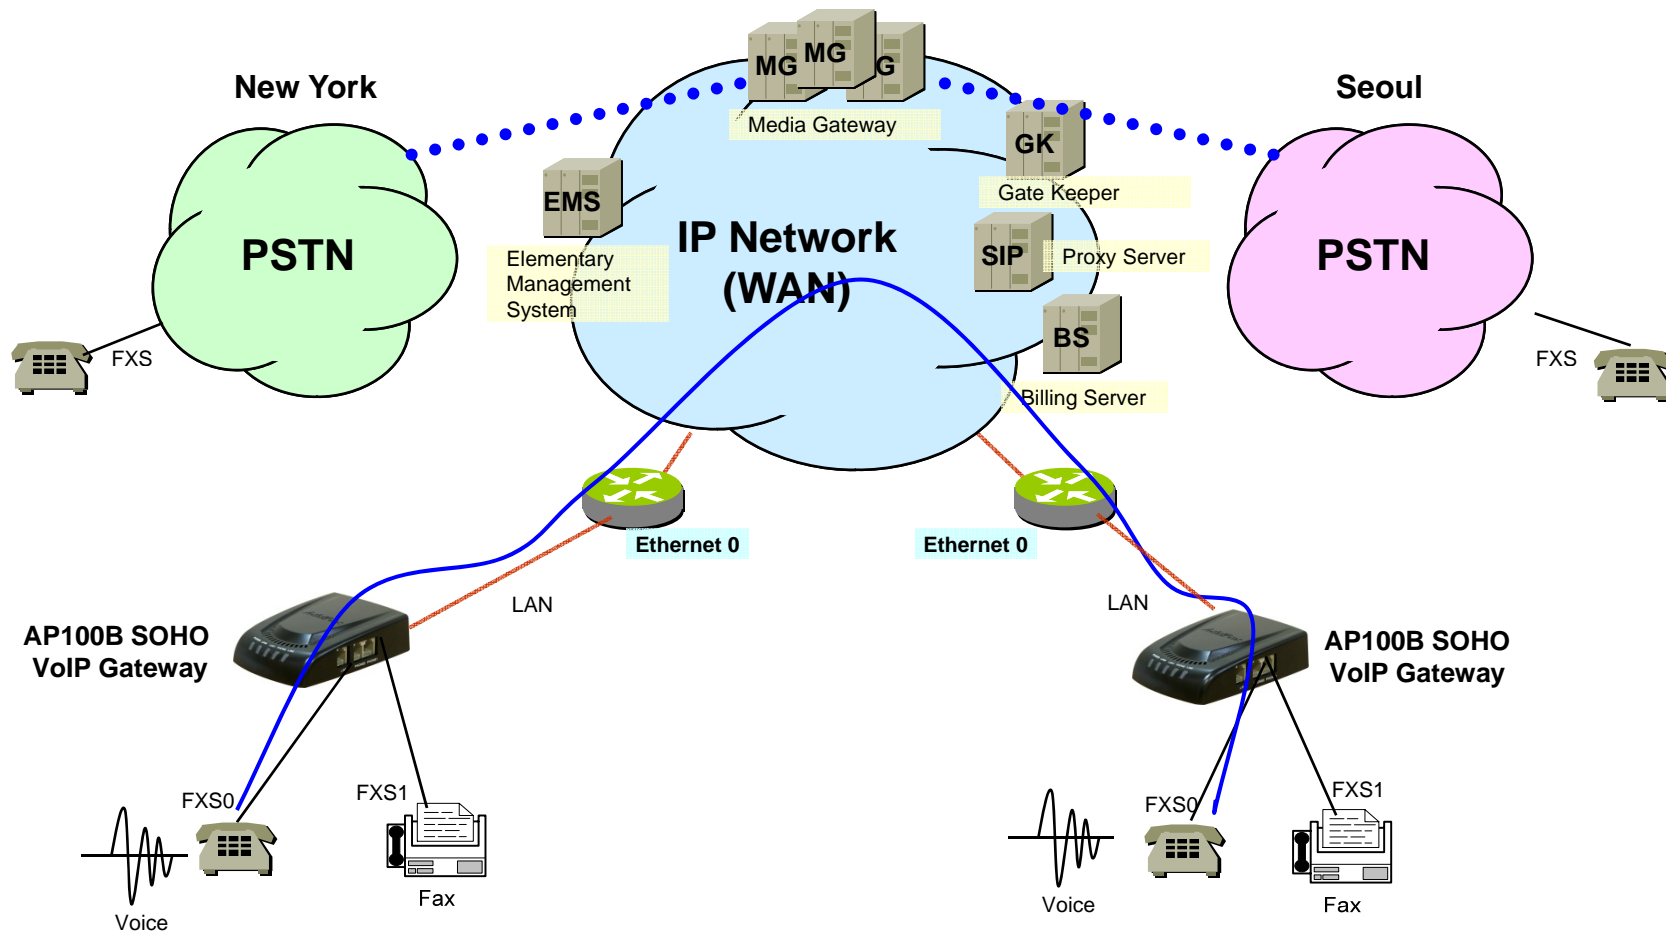 New York
MG
MG
G
Seoul
Media Gateway
GK
Gate Keeper
EMS
PSTN
IP Network
(WAN)
SIP
Proxy Server
PSTN
Elementary
Management
System
BS
Billing Server
FXS
FXS
Ethernet 0
Ethernet 0
LAN
LAN
AP100B SOHO
VoIP Gateway
AP100B SOHO
VoIP Gateway
FXS0
FXS1
FXS0
FXS1
Voice
Fax
Voice
Fax